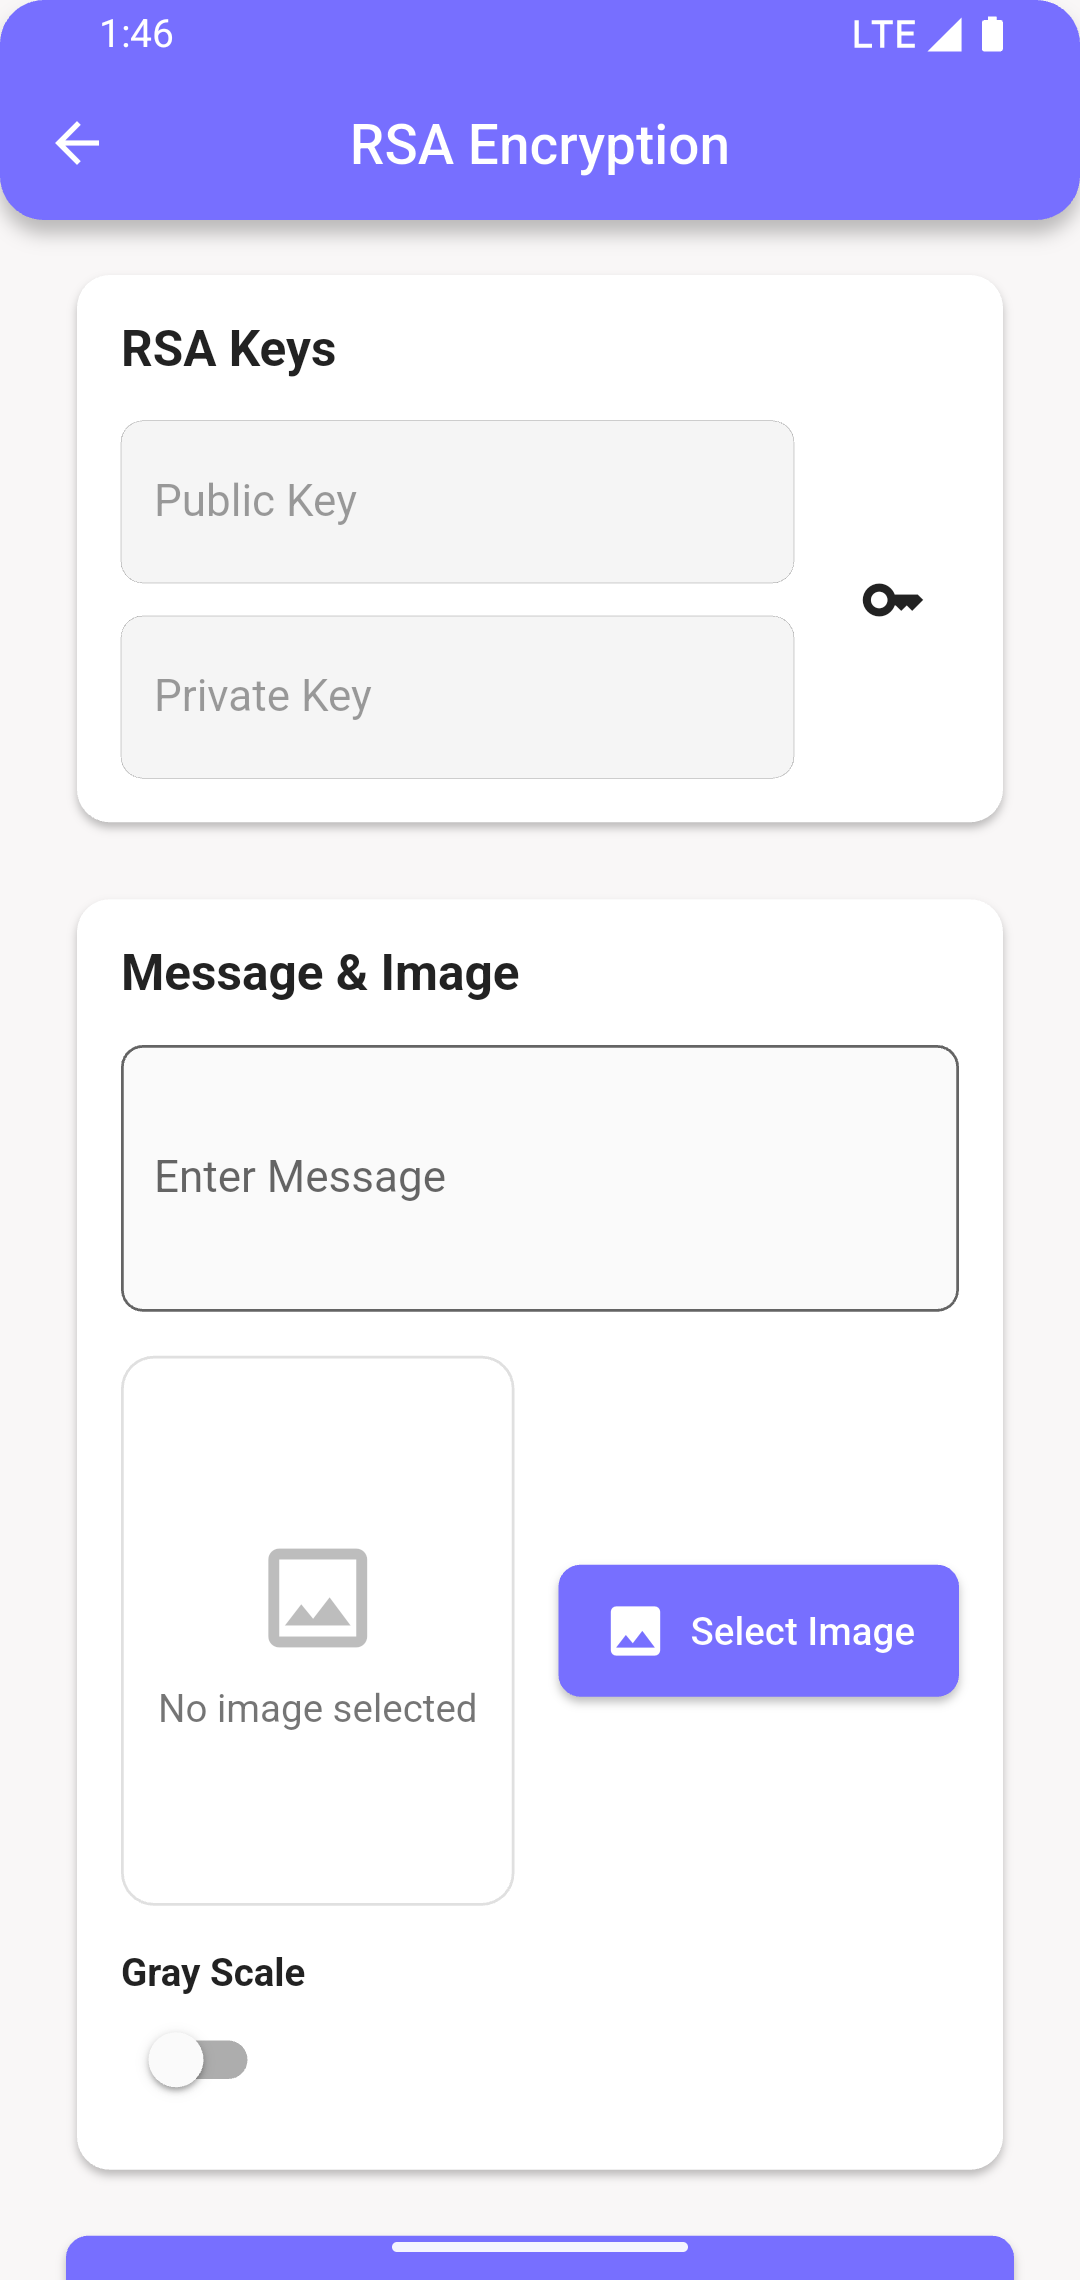 1:46
LTE
RSA Encryption
RSA Keys
Public Key
Private Key
Message & Image
Enter Message
No image selected
Select Image
Gray Scale